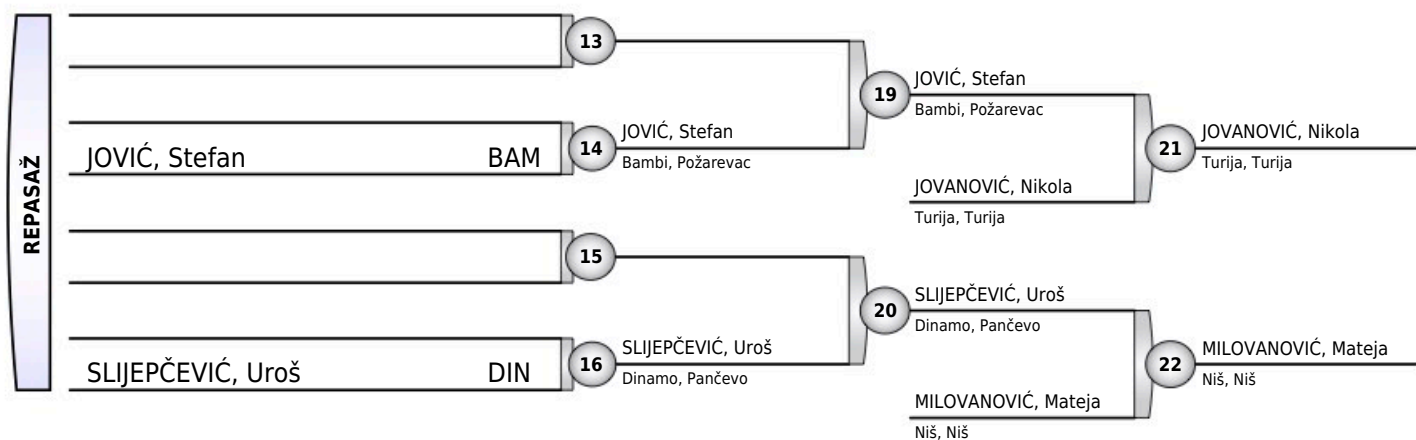 REPASAŽ
13
JOVIĆ, Stefan BAM
14
JOVIĆ, Stefan
Bambi, Požarevac
19
JOVIĆ, Stefan
Bambi, Požarevac
JOVANOVIĆ, Nikola
Turija, Turija
21
JOVANOVIĆ, Nikola
Turija, Turija
15
SLIJEPČEVIĆ, Uroš DIN
16
SLIJEPČEVIĆ, Uroš
Dinamo, Pančevo
20
SLIJEPČEVIĆ, Uroš
Dinamo, Pančevo
MILOVANOVIĆ, Mateja
Niš, Niš
22
MILOVANOVIĆ, Mateja
Niš, Niš